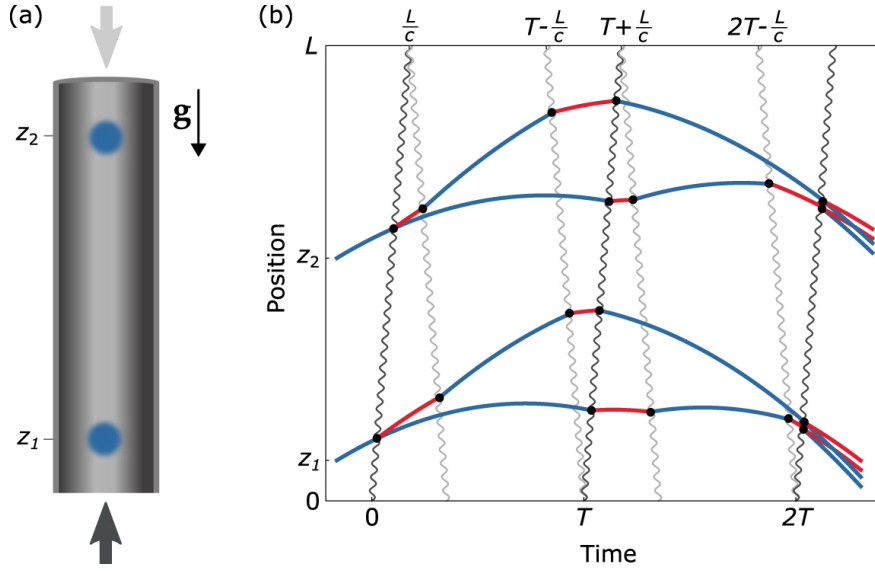 (a)
z₂
g
z₁
(b)
L/c
T-L/c
T+L/c
2T-L/c
L
Position
z₂
z₁
0
0
T
2T
Time